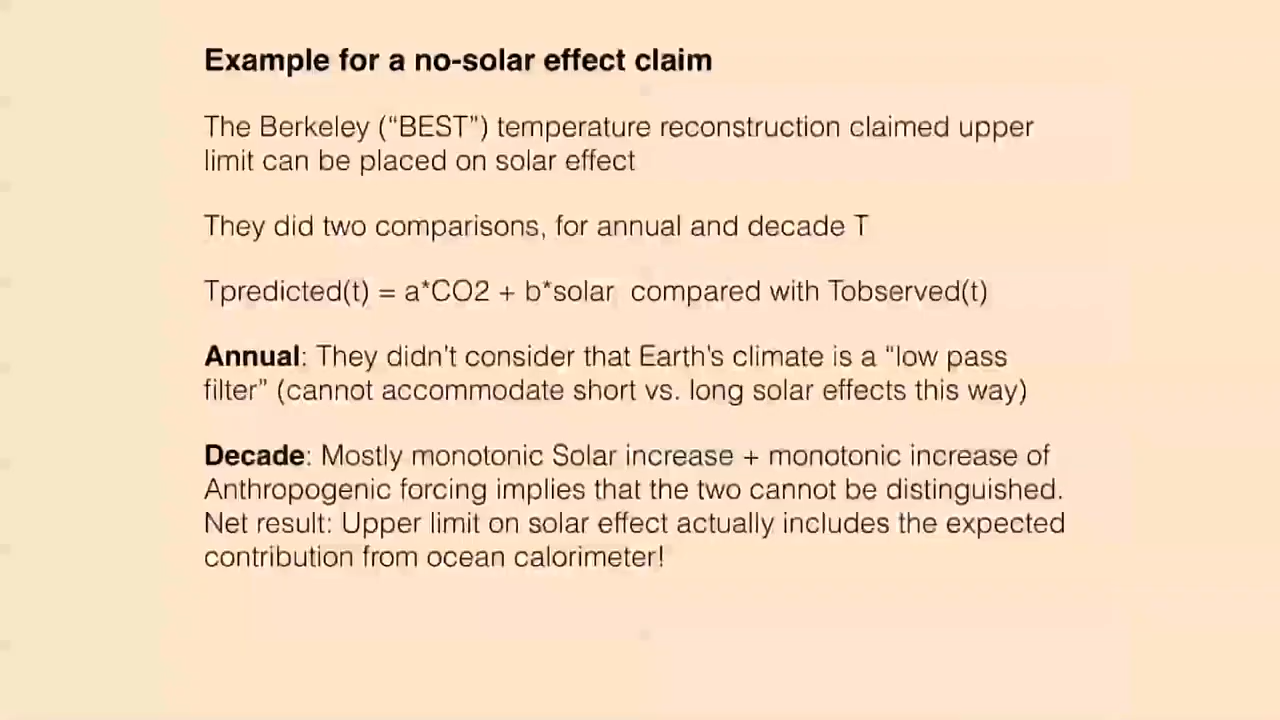 Example for a no-solar effect claim
The Berkeley (“BEST”) temperature reconstruction claimed upper
limit can be placed on solar effect
They did two comparisons, for annual and decade T
Tpredicted(t) = a*CO2 + b*solar compared with Tobserved(t)
Annual: They didn't consider that Earth's climate is a “low pass
filter” (cannot accommodate short vs. long solar effects this way)
Decade: Mostly monotonic Solar increase + monotonic increase of
Anthropogenic forcing implies that the two cannot be distinguished.
Net result: Upper limit on solar effect actually includes the expected
contribution from ocean calorimeter!